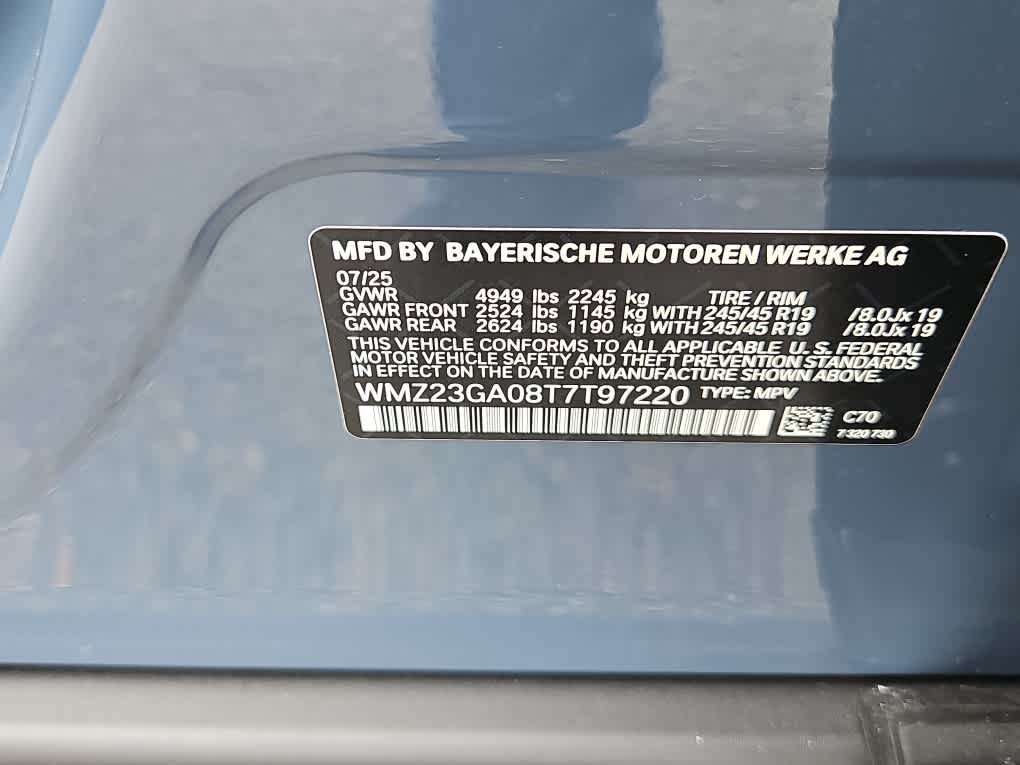 MFD BY BAYERISCHE MOTOREN WERKE AG
07/25
GVWR 4949 lbs 2245 kg TIRE / RIM
GAWR FRONT 2524 lbs 1145 kg WITH 245/45 R19 /8.0Jx 19
GAWR REAR 2624 lbs 1190 kg WITH 245/45 R19 /8.0Jx 19
THIS VEHICLE CONFORMS TO ALL APPLICABLE U. S. FEDERAL
MOTOR VEHICLE SAFETY AND THEFT PREVENTION STANDARDS
IN EFFECT ON THE DATE OF MANUFACTURE SHOWN ABOVE.
WMZ23GA08T7T97220 TYPE: MPV
C70
7 320 730